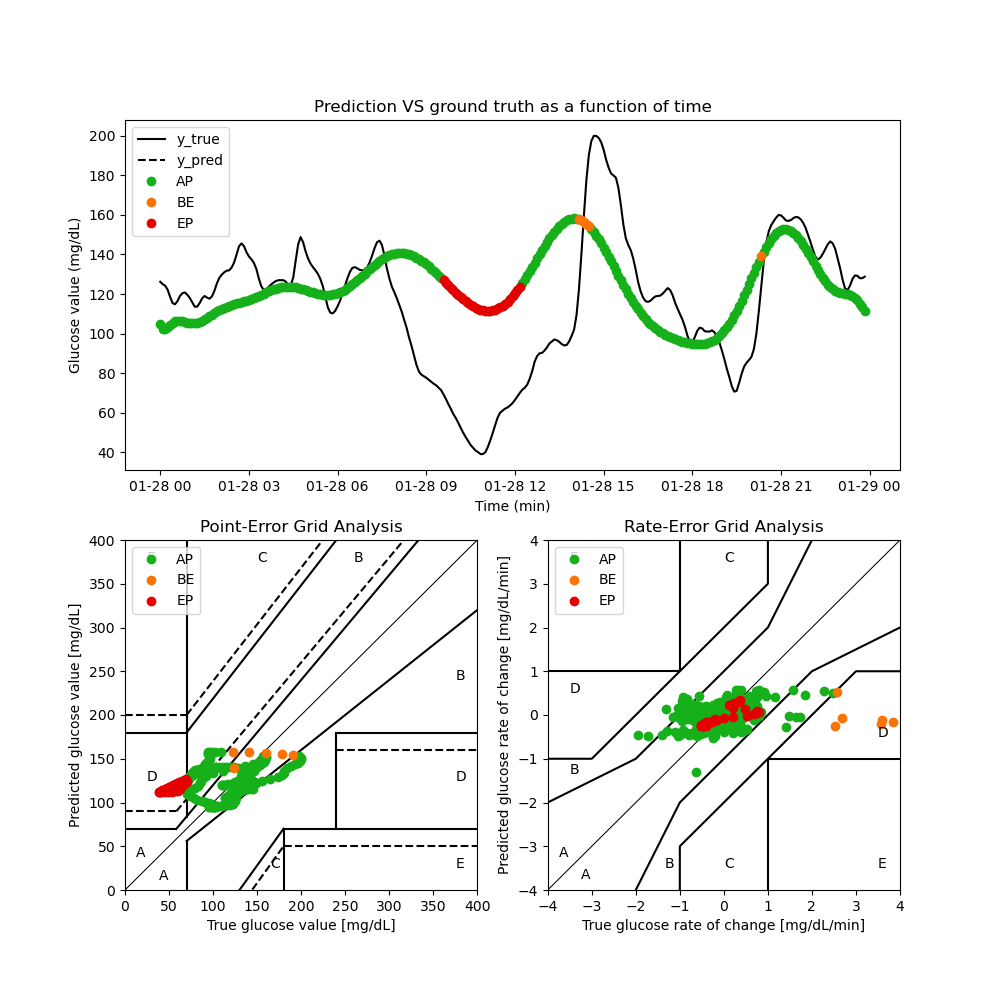 Prediction VS ground truth as a function of time
Glucose value (mg/dL)
200
180
160
140
120
100
80
60
40
y_true
y_pred
AP
BE
EP
01-28 00 01-28 03 01-28 06 01-28 09 01-28 12 01-28 15 01-28 18 01-28 21 01-29 00
Time (min)
Point-Error Grid Analysis
Predicted glucose value [mg/dL]
400
350
300
250
200
150
100
50
0
AP
BE
EP
C B
B
D D
A
A C E
0 50 100 150 200 250 300 350 400
True glucose value [mg/dL]
Rate-Error Grid Analysis
Predicted glucose rate of change [mg/dL/min]
4
3
2
1
0
−1
−2
−3
−4
AP
BE
EP
C
D
D
B
A
A B C E
−4 −3 −2 −1 0 1 2 3 4
True glucose rate of change [mg/dL/min]